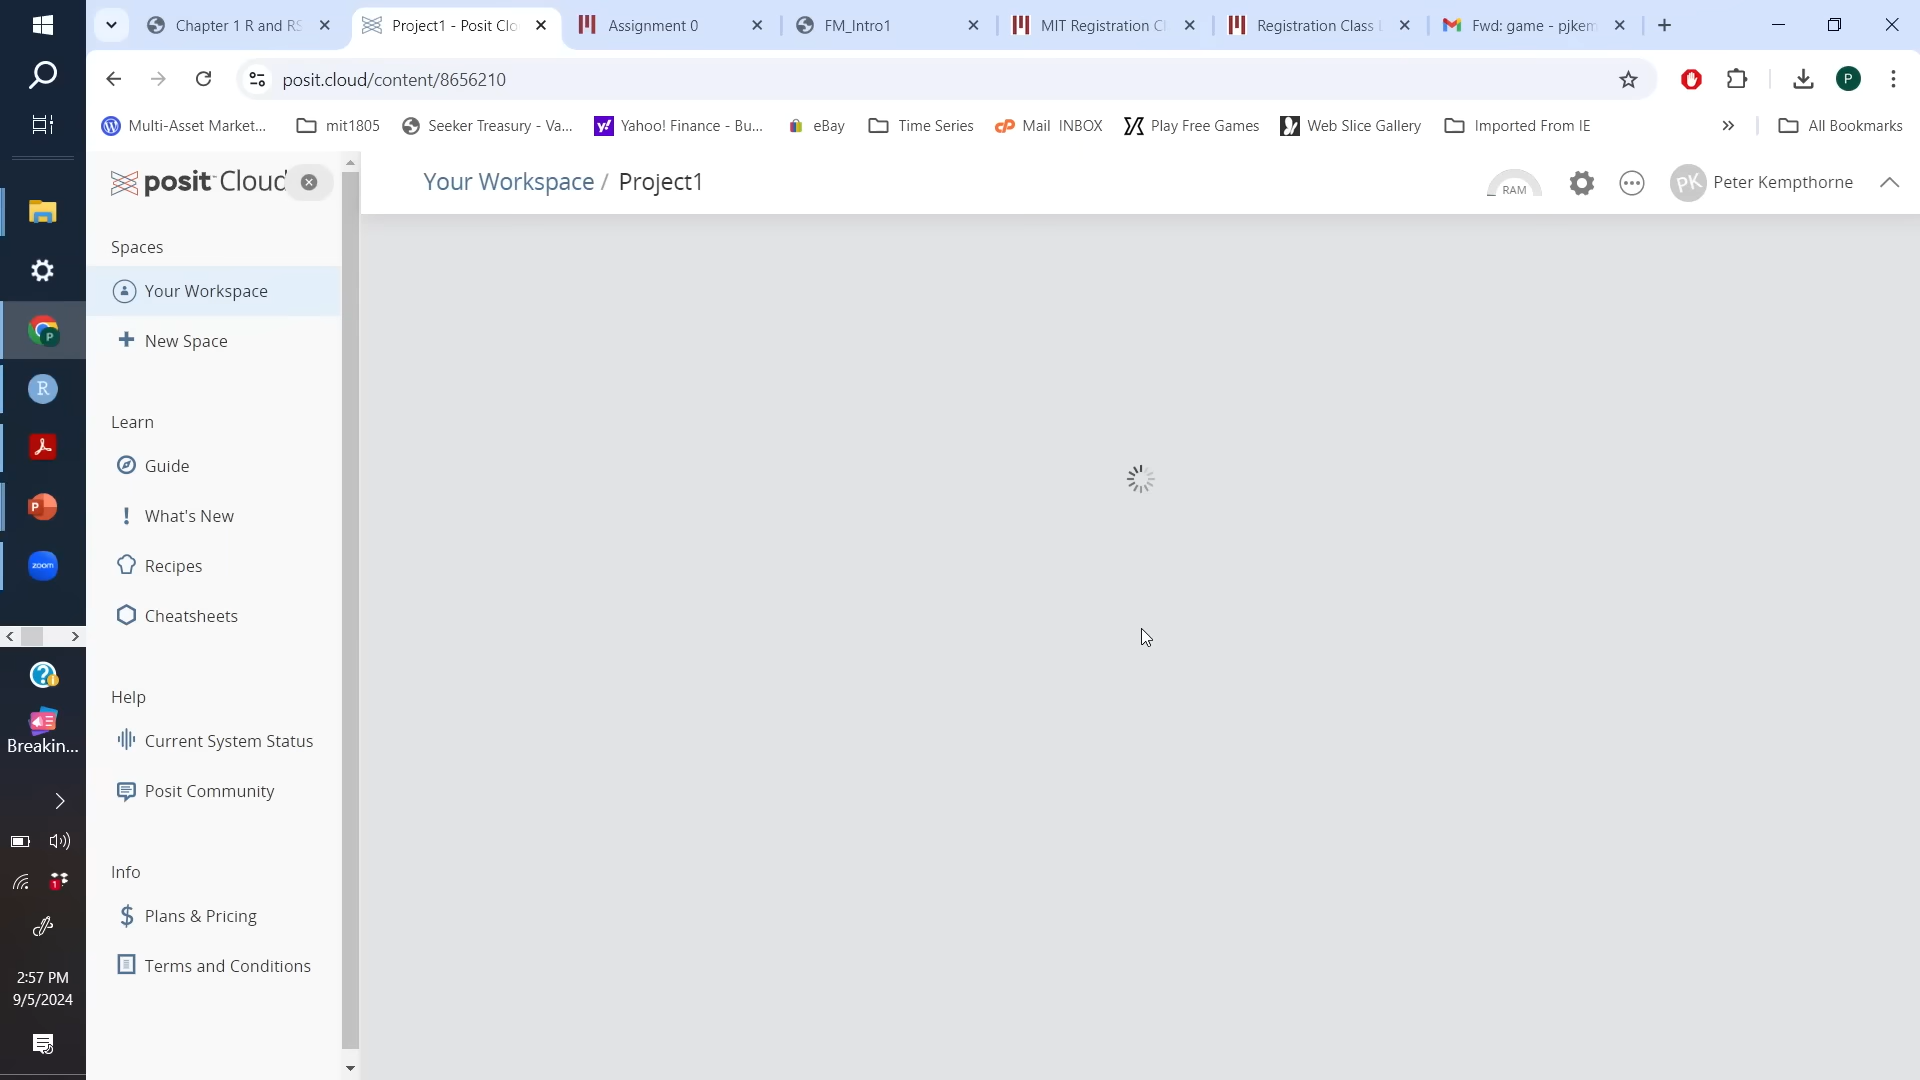 Chapter 1 R and RS
Project1 - Posit Clo
Assignment 0
FM_Intro1
MIT Registration Cl
Registration Class L
Fwd: game - pjkem
posit.cloud/content/8656210
P
Multi-Asset Market...
mit1805
Seeker Treasury - Va...
Yahoo! Finance - Bu...
eBay
Time Series
Mail INBOX
Play Free Games
Web Slice Gallery
Imported From IE
All Bookmarks
posit Cloud
Your Workspace / Project1
RAM
PK
Peter Kempthorne
Spaces
Your Workspace
New Space
Learn
Guide
What's New
Recipes
Cheatsheets
Help
Current System Status
Posit Community
Info
Plans & Pricing
Terms and Conditions
P
R
P
zoom
Breakin...
1
2:57 PM
9/5/2024